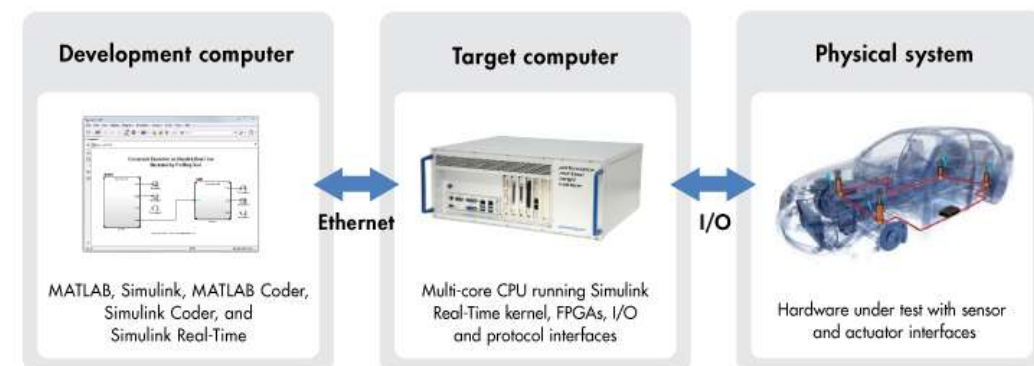 Development computer
Target computer
Physical system
Ethernet
I/O
MATLAB, Simulink, MATLAB Coder,
Simulink Coder, and
Simulink Real-Time
Multi-core CPU running Simulink
Real-Time kernel, FPGAs, I/O
and protocol interfaces
Hardware under test with sensor
and actuator interfaces